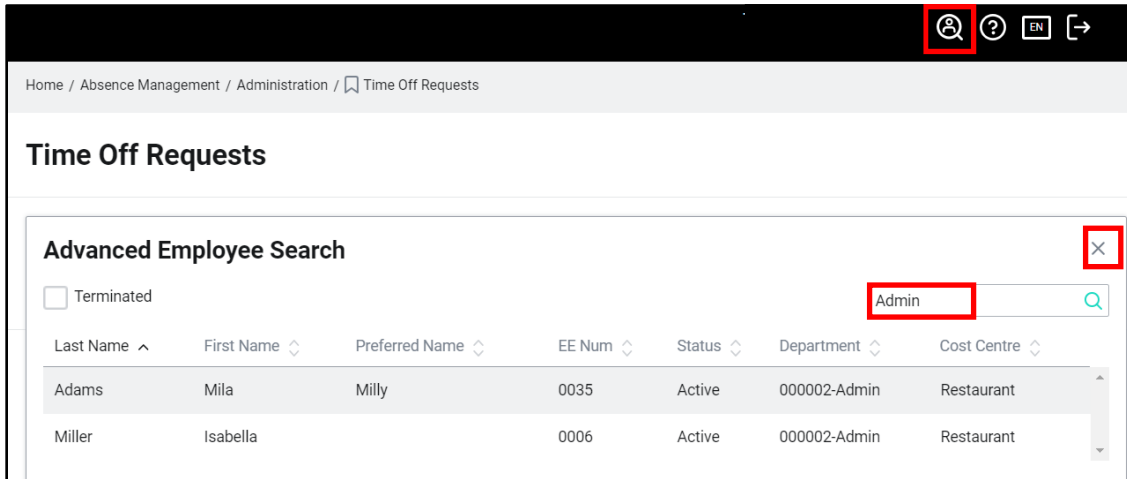 EN
Home / Absence Management / Administration / Time Off Requests
Time Off Requests
Advanced Employee Search
Terminated
Admin
Last Name First Name Preferred Name EE Num Status Department Cost Centre
Adams Mila Milly 0035 Active 000002-Admin Restaurant
Miller Isabella 0006 Active 000002-Admin Restaurant